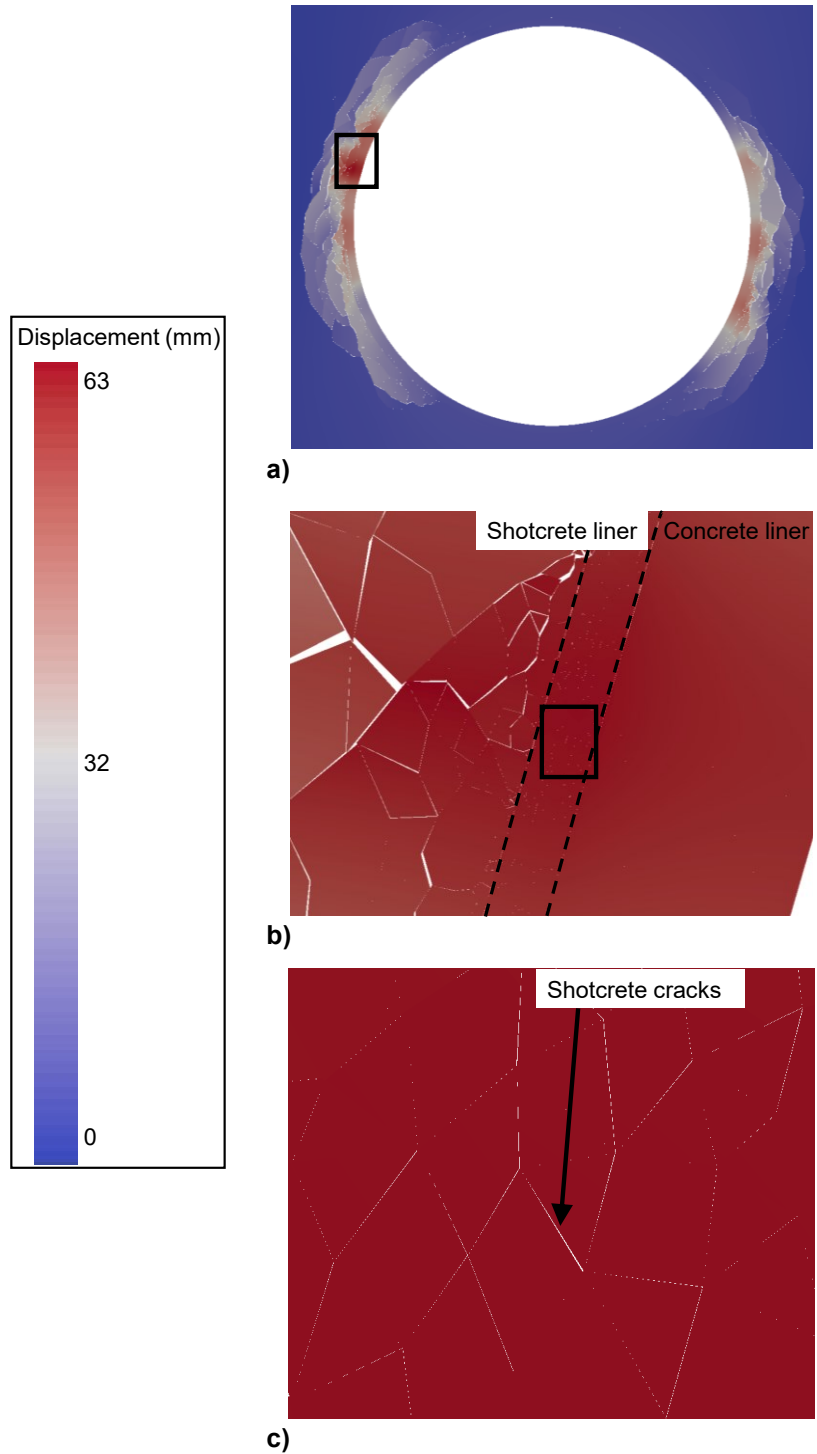 a)
Displacement (mm)
63
32
0
Shotcrete liner
Concrete liner
b)
Shotcrete cracks
c)